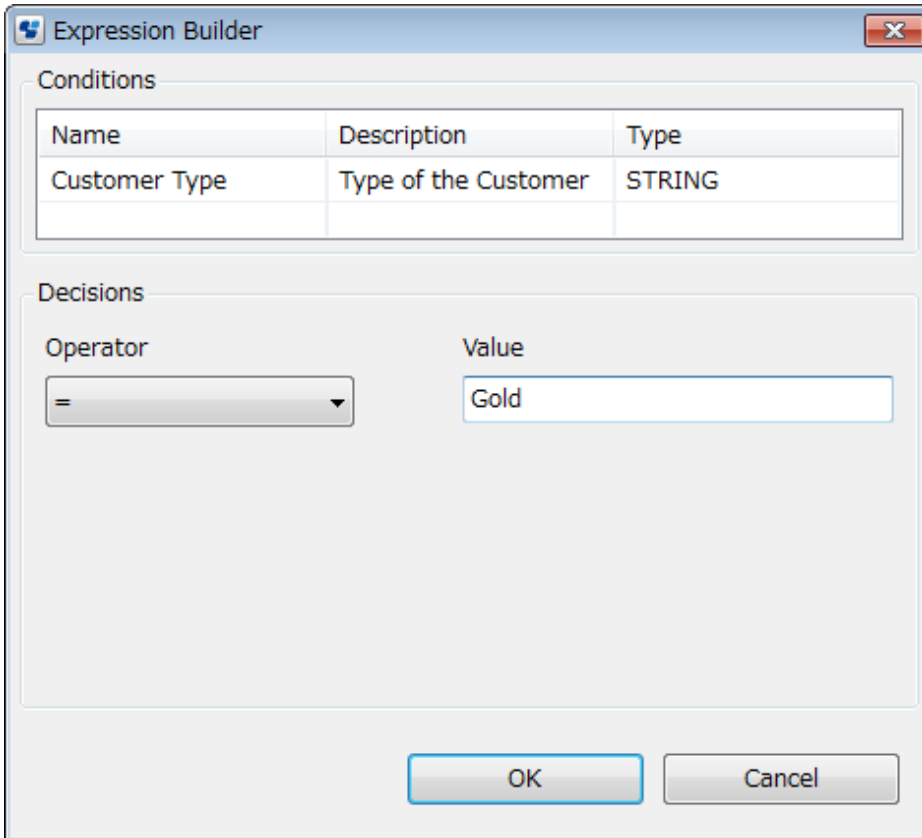 Expression Builder
Conditions
Name Description Type
Customer Type Type of the Customer STRING
Decisions
Operator Value
= Gold
OK Cancel